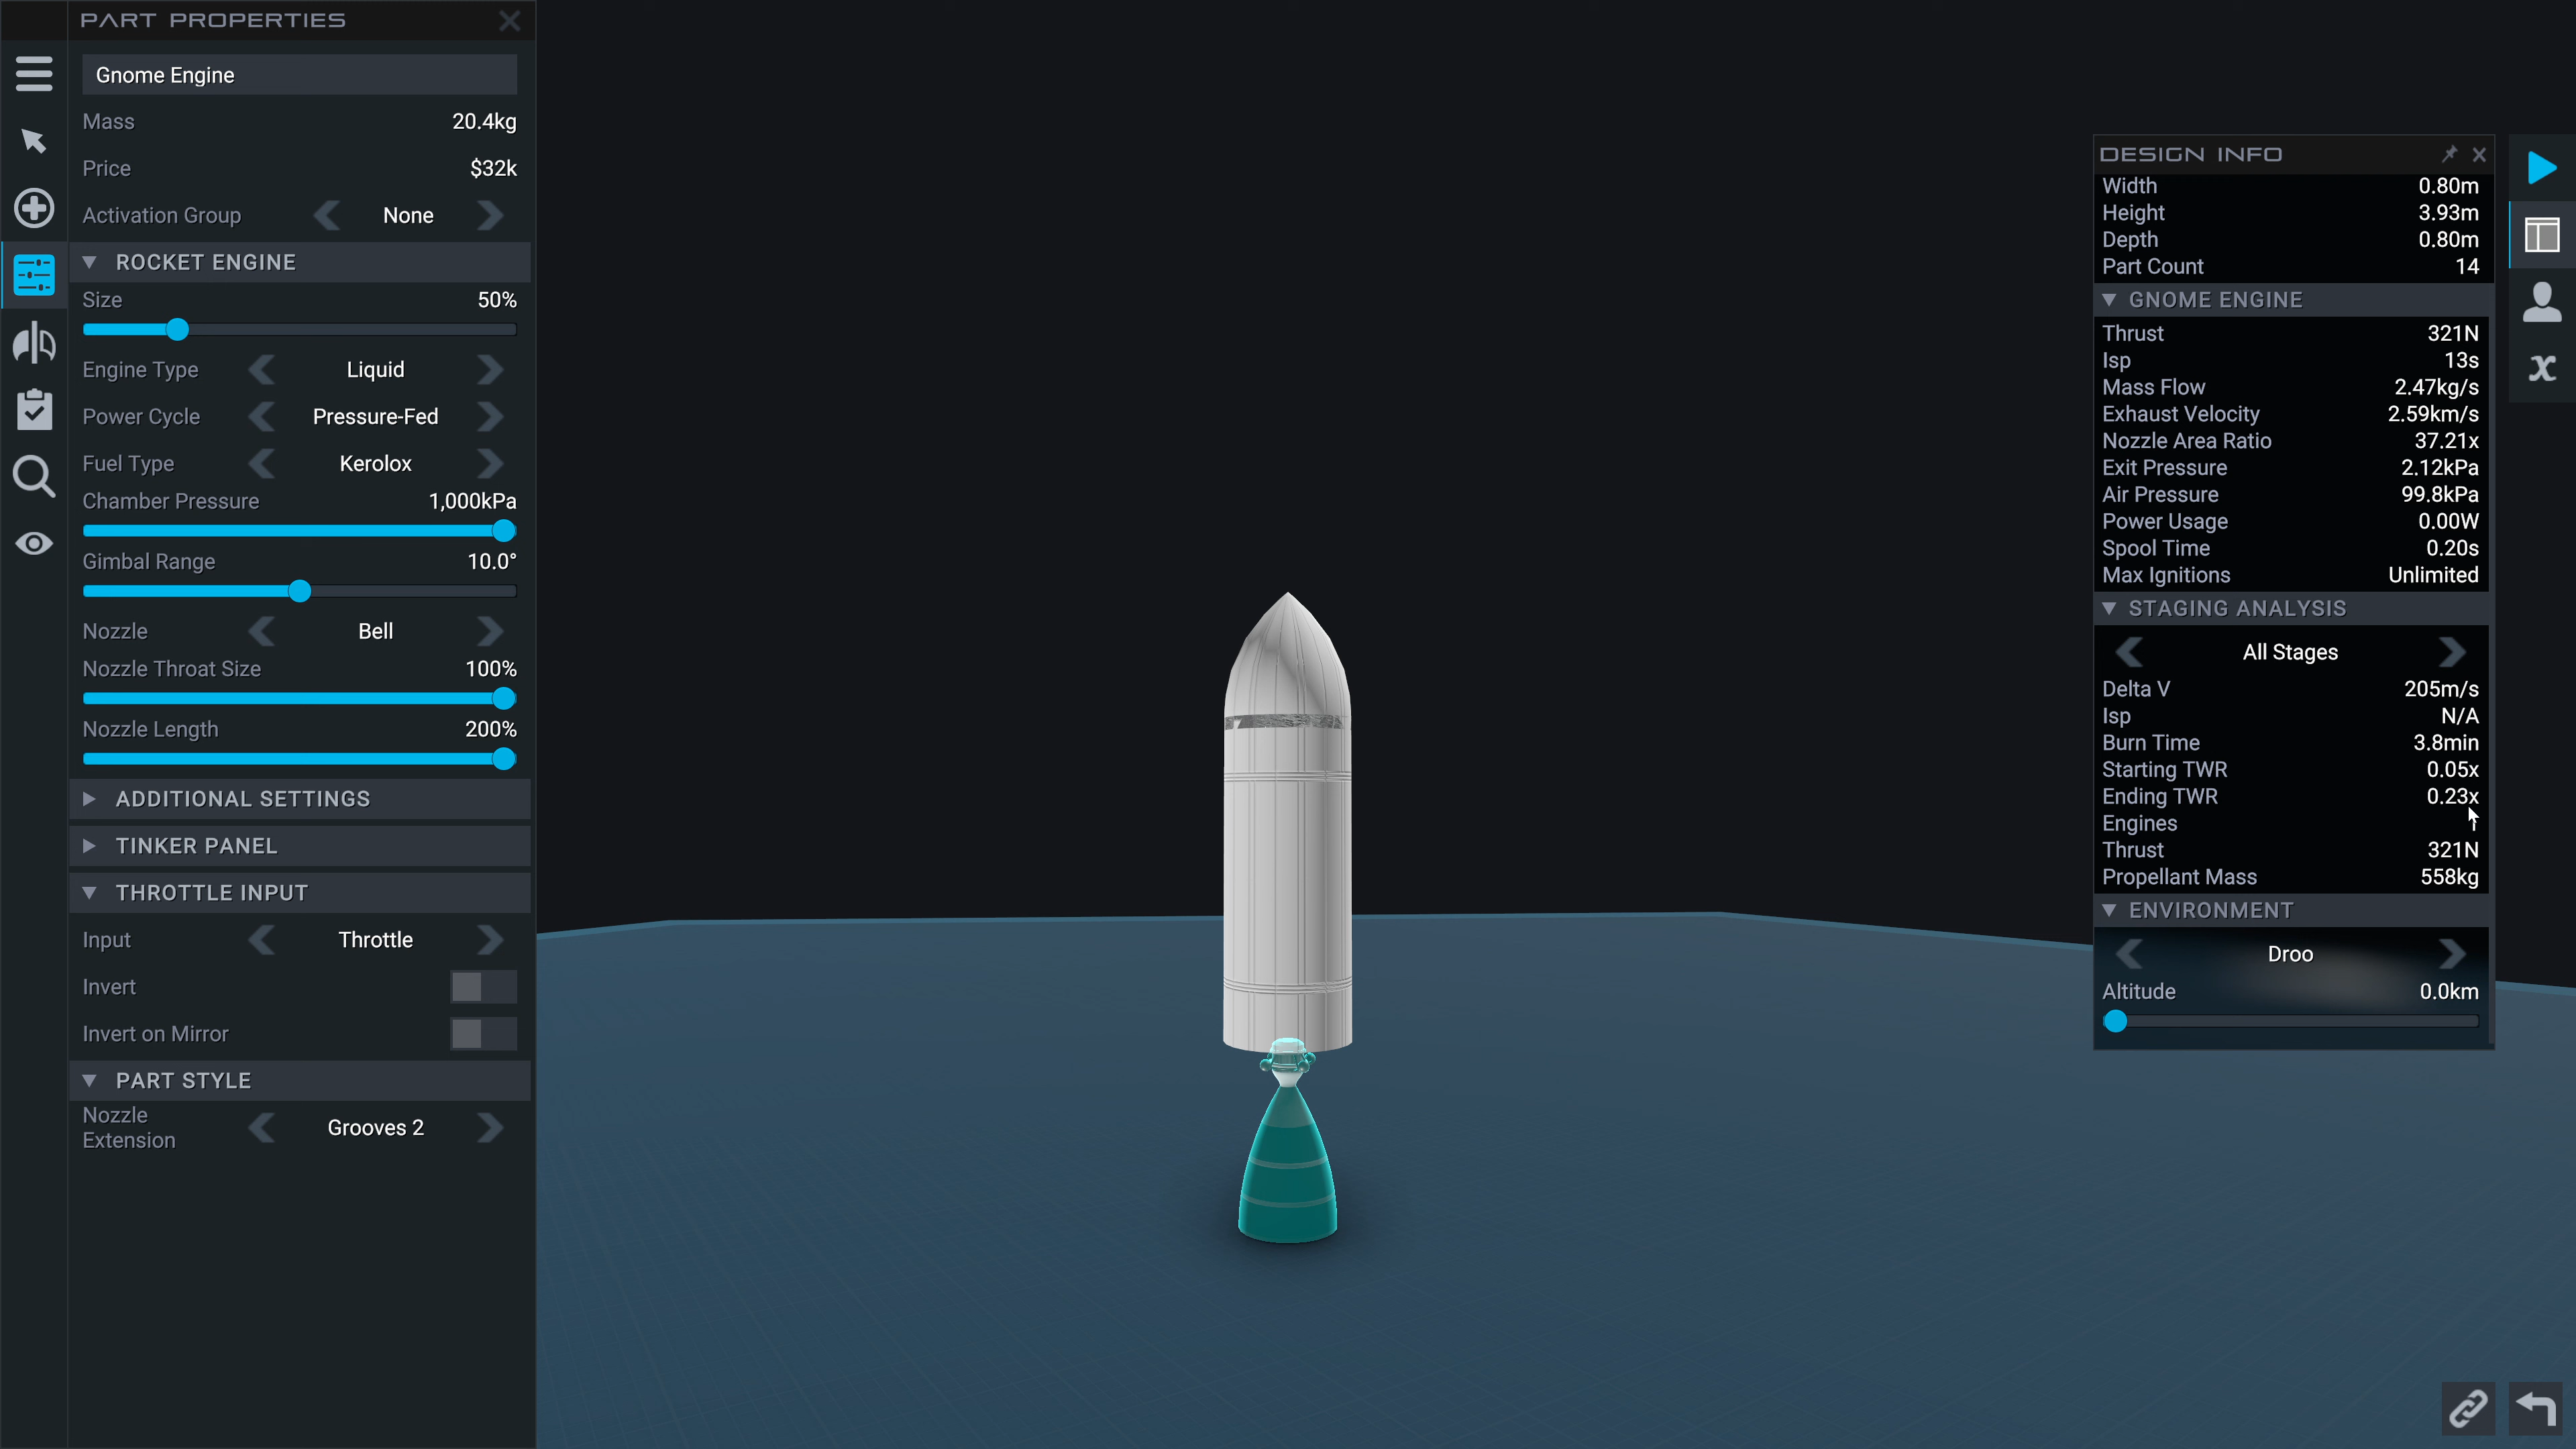 PART PROPERTIES
Gnome Engine
Mass 20.4kg
Price $32k
Activation Group None
ROCKET ENGINE
Size 50%
Engine Type Liquid
Power Cycle Pressure-Fed
Fuel Type Kerolox
Chamber Pressure 1,000kPa
Gimbal Range 10.0°
Nozzle Bell
Nozzle Throat Size 100%
Nozzle Length 200%
ADDITIONAL SETTINGS
TINKER PANEL
THROTTLE INPUT
Input Throttle
Invert
Invert on Mirror
PART STYLE
Nozzle
Extension Grooves 2
DESIGN INFO
Width 0.80m
Height 3.93m
Depth 0.80m
Part Count 14
GNOME ENGINE
Thrust 321N
Isp 13s
Mass Flow 2.47kg/s
Exhaust Velocity 2.59km/s
Nozzle Area Ratio 37.21x
Exit Pressure 2.12kPa
Air Pressure 99.8kPa
Power Usage 0.00W
Spool Time 0.20s
Max Ignitions Unlimited
STAGING ANALYSIS
All Stages
Delta V 205m/s
Isp N/A
Burn Time 3.8min
Starting TWR 0.05x
Ending TWR 0.23x
Engines 1
Thrust 321N
Propellant Mass 558kg
ENVIRONMENT
Droo
Altitude 0.0km
x